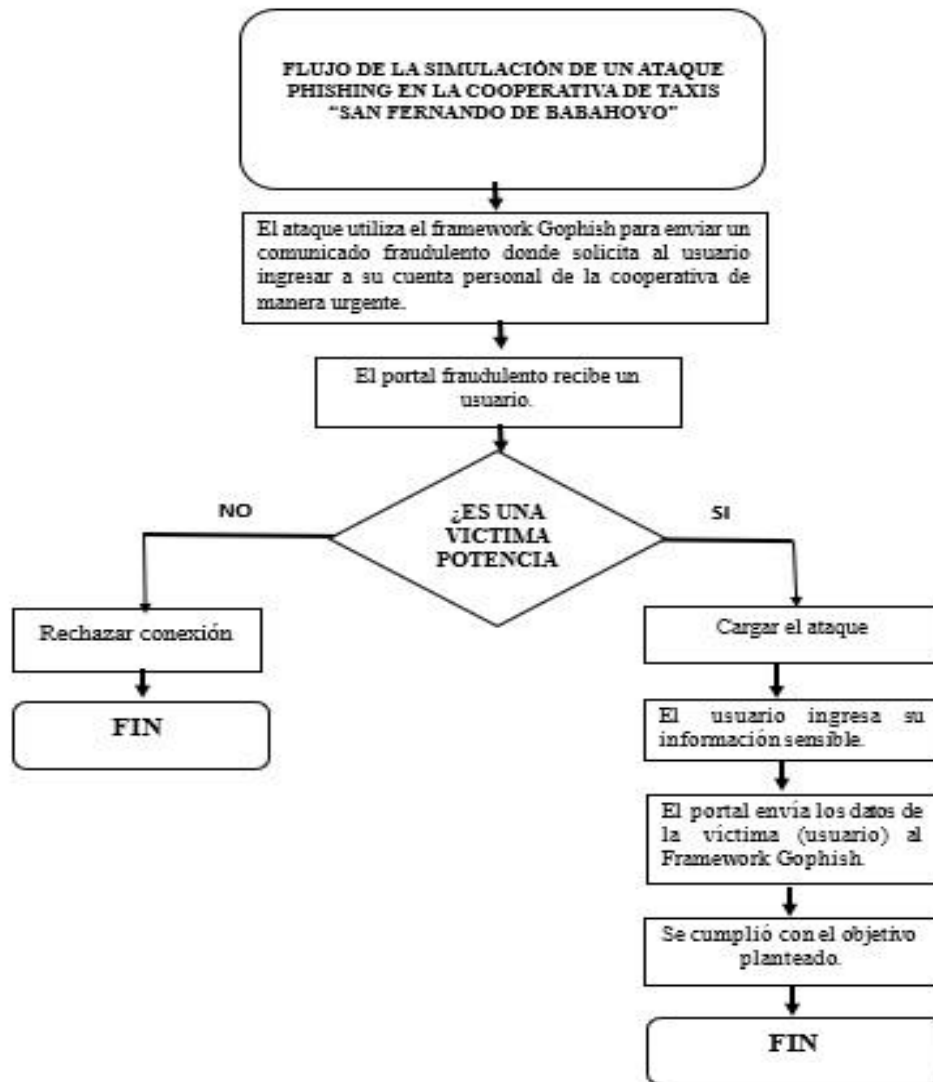 FLUJO DE LA SIMULACIÓN DE UN ATAQUE
PHISHING EN LA COOPERATIVA DE TAXIS
“SAN FERNANDO DE BABAHOYO”
El ataque utiliza el framework Gophish para enviar un
comunicado fraudulento donde solicita al usuario
ingresar a su cuenta personal de la cooperativa de
manera urgente.
El portal fraudulento recibe un
usuario.
¿ES UNA
VICTIMA
POTENCIA
NO
SI
Rechazar conexión
FIN
Cargar el ataque
El usuario ingresa su
información sensible.
El portal envía los datos de
la víctima (usuario) al
Framework Gophish.
Se cumplió con el objetivo
planteado.
FIN